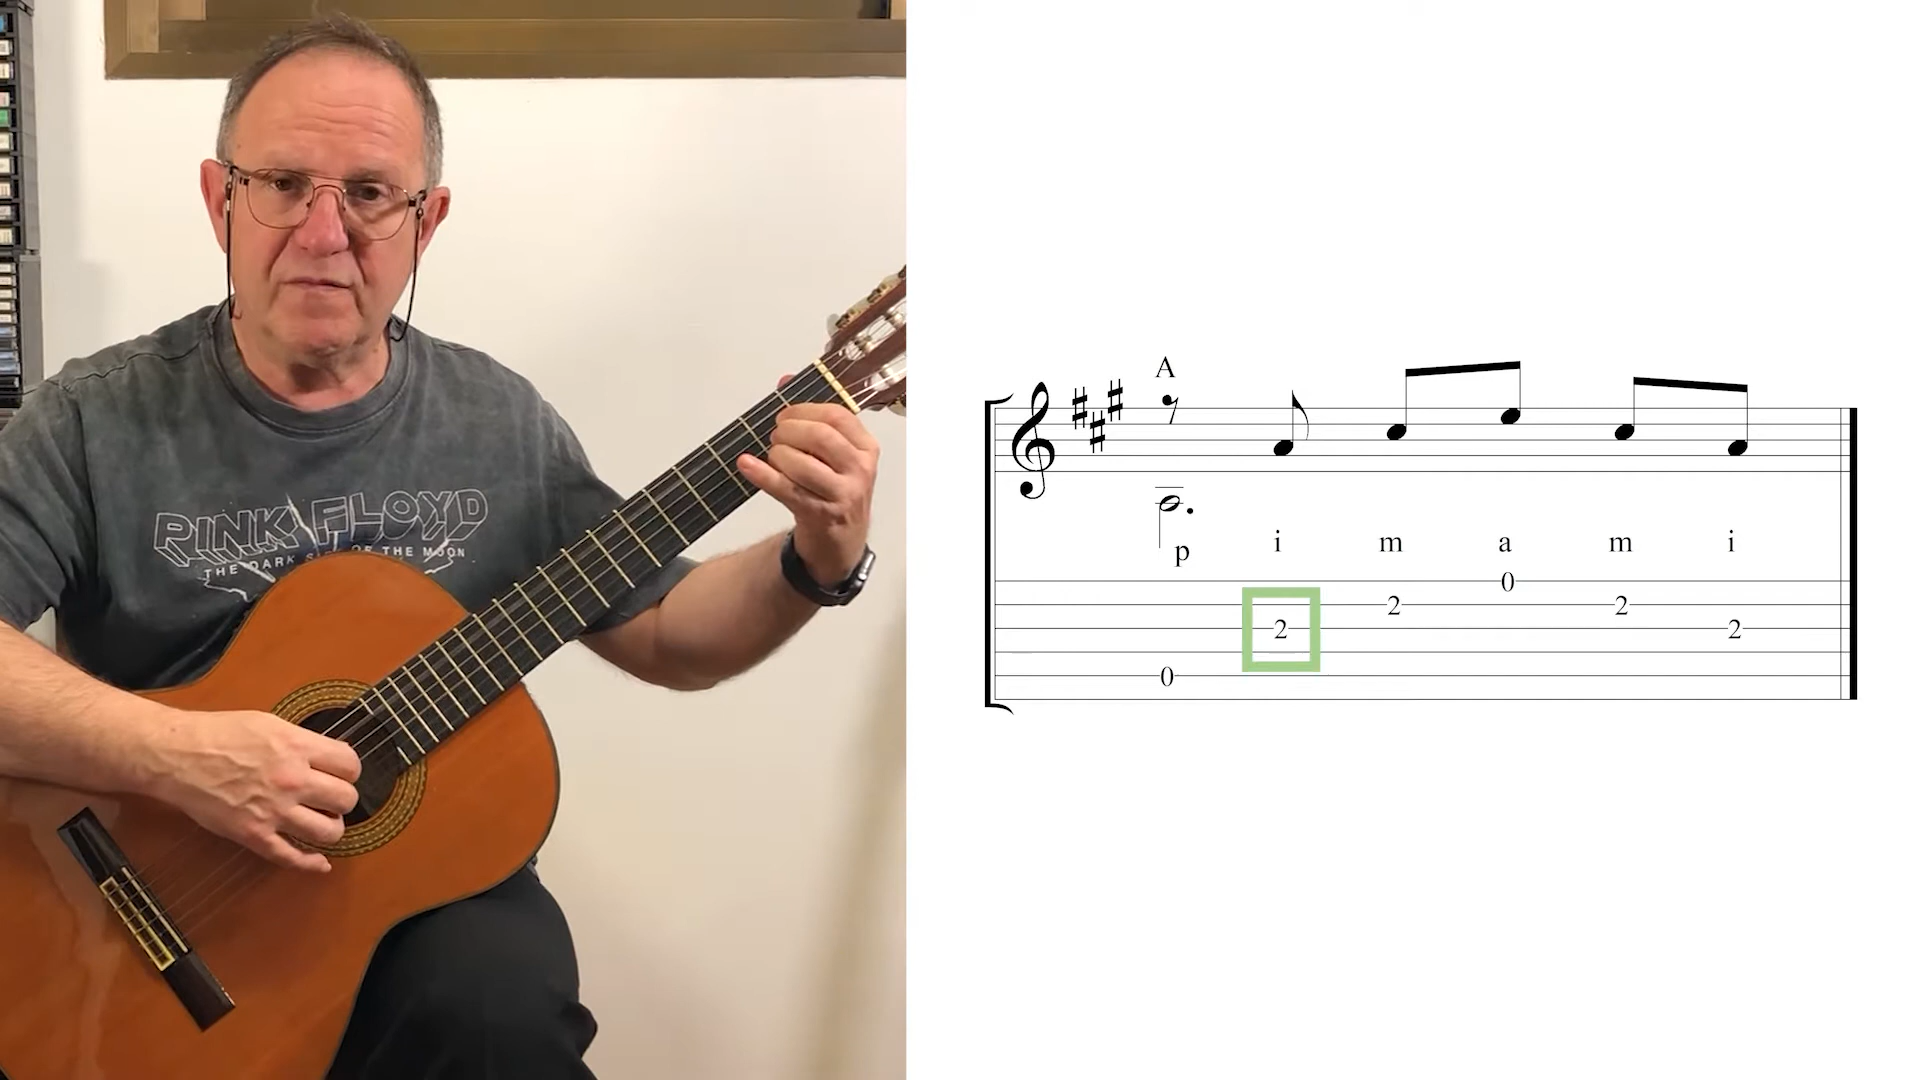 PINK FLOYD
THE DARK SIDE OF THE MOON
A
p i m a m i
0
2 2
2 2
0